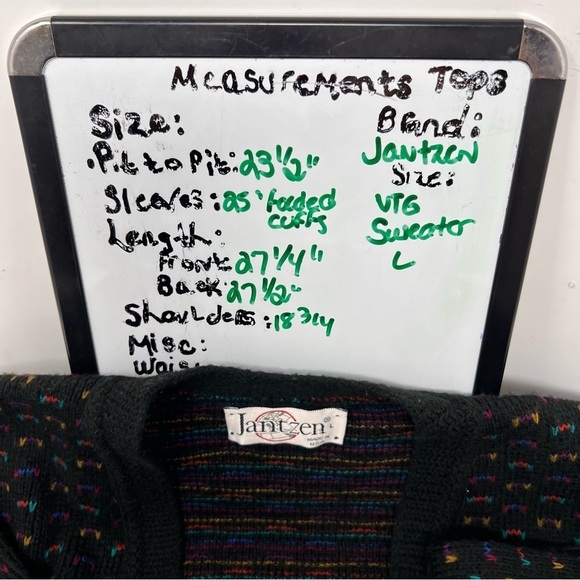 Measurements Tops
Size:
Pit to Pit: 23 1/2"
Sleeves: 25" folded
cuffs
Length:
Front 27 1/4"
Back: 27 1/2"
Shoulders: 18 3/4
Misc:
Brand:
Jantzen
Size:
VTG
Sweater
L
Jantzen